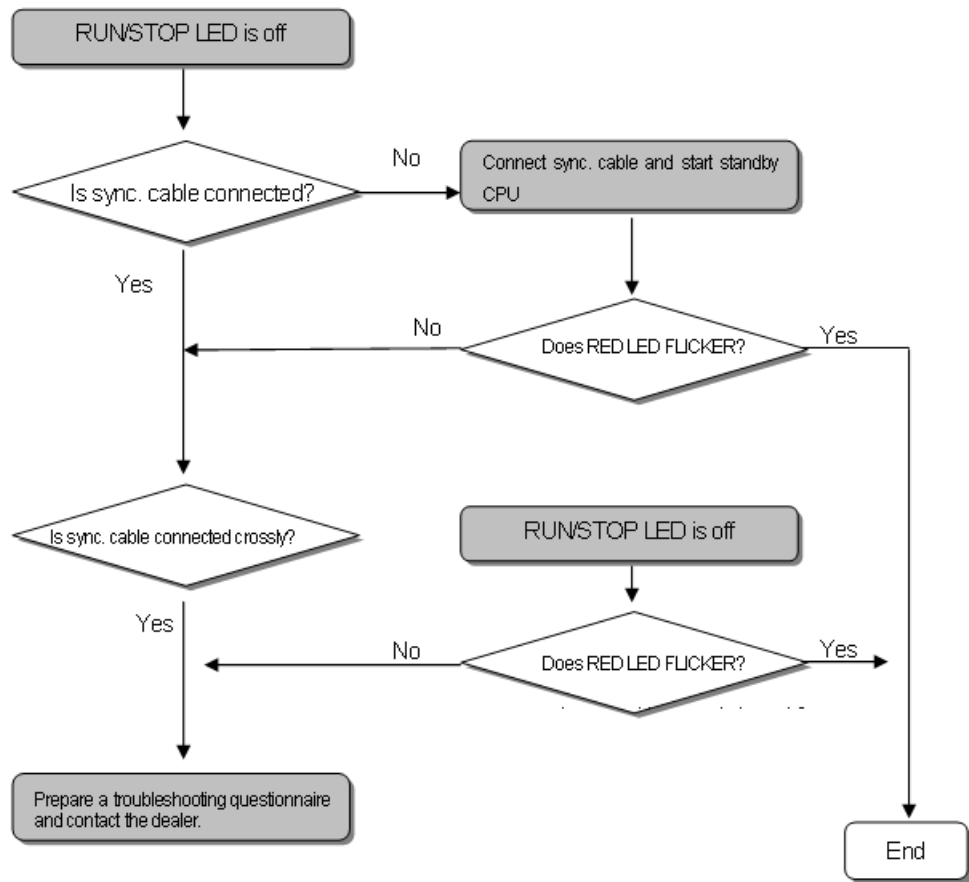 RUN/STOP LED is off
No
Is sync. cable connected?
Connect sync. cable and start standby
CPU
Yes
No
Does RED LED FLICKER?
Yes
Is sync. cable connected crossly?
RUN/STOP LED is off
Yes
No
Does RED LED FLICKER?
Yes
Prepare a troubleshooting questionnaire
and contact the dealer.
End